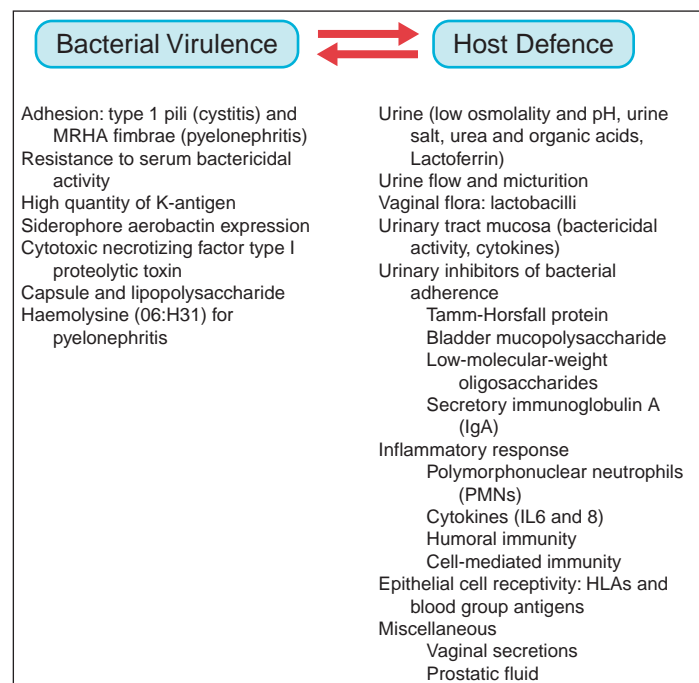 Bacterial Virulence
Host Defence
Adhesion: type 1 pili (cystitis) and
MRHA fimbrae (pyelonephritis)
Resistance to serum bactericidal
activity
High quantity of K-antigen
Siderophore aerobactin expression
Cytotoxic necrotizing factor type I
proteolytic toxin
Capsule and lipopolysaccharide
Haemolysine (06:H31) for
pyelonephritis
Urine (low osmolality and pH, urine
salt, urea and organic acids,
Lactoferrin)
Urine flow and micturition
Vaginal flora: lactobacilli
Urinary tract mucosa (bactericidal
activity, cytokines)
Urinary inhibitors of bacterial
adherence
Tamm-Horsfall protein
Bladder mucopolysaccharide
Low-molecular-weight
oligosaccharides
Secretory immunoglobulin A
(IgA)
Inflammatory response
Polymorphonuclear neutrophils
(PMNs)
Cytokines (IL6 and 8)
Humoral immunity
Cell-mediated immunity
Epithelial cell receptivity: HLAs and
blood group antigens
Miscellaneous
Vaginal secretions
Prostatic fluid